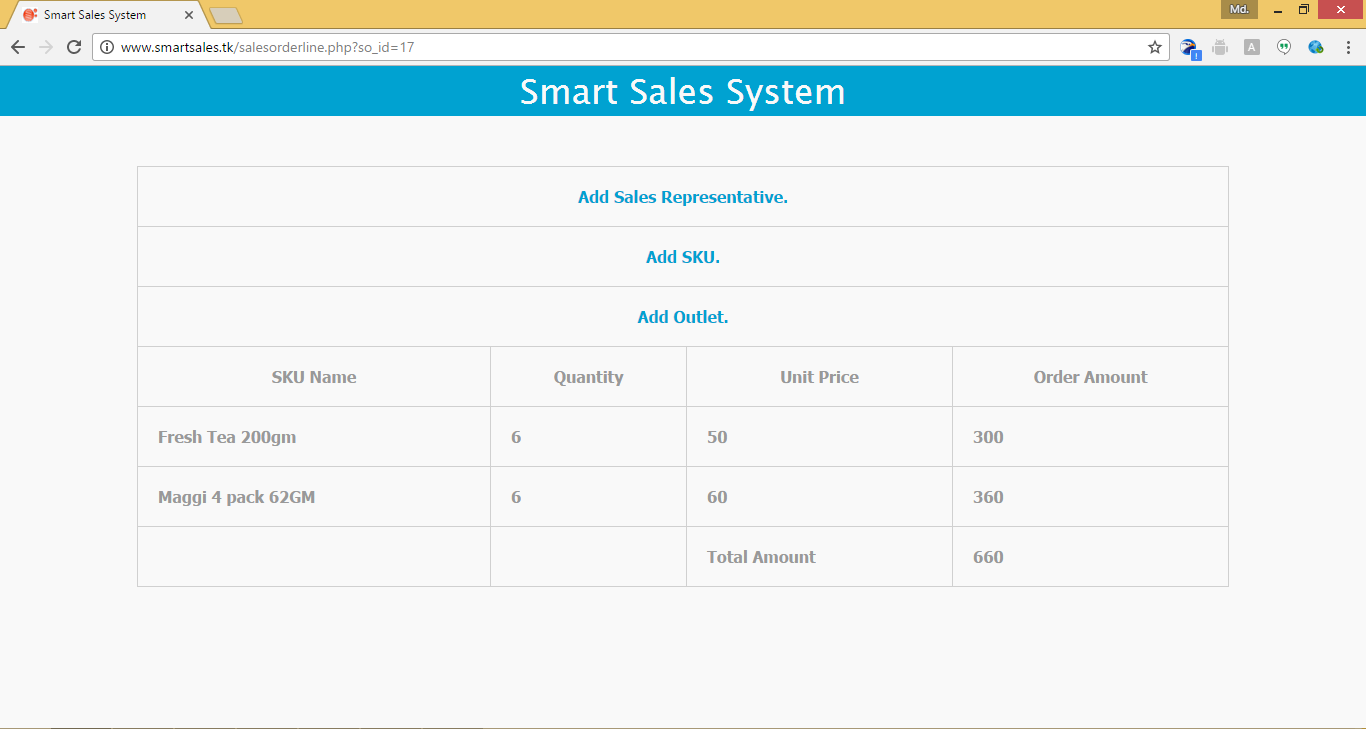 Smart Sales System
Md.
www.smartsales.tk/salesorderline.php?so_id=17
A
Smart Sales System
Add Sales Representative.
Add SKU.
Add Outlet.
SKU Name Quantity Unit Price Order Amount
Fresh Tea 200gm 6 50 300
Maggi 4 pack 62GM 6 60 360
Total Amount 660